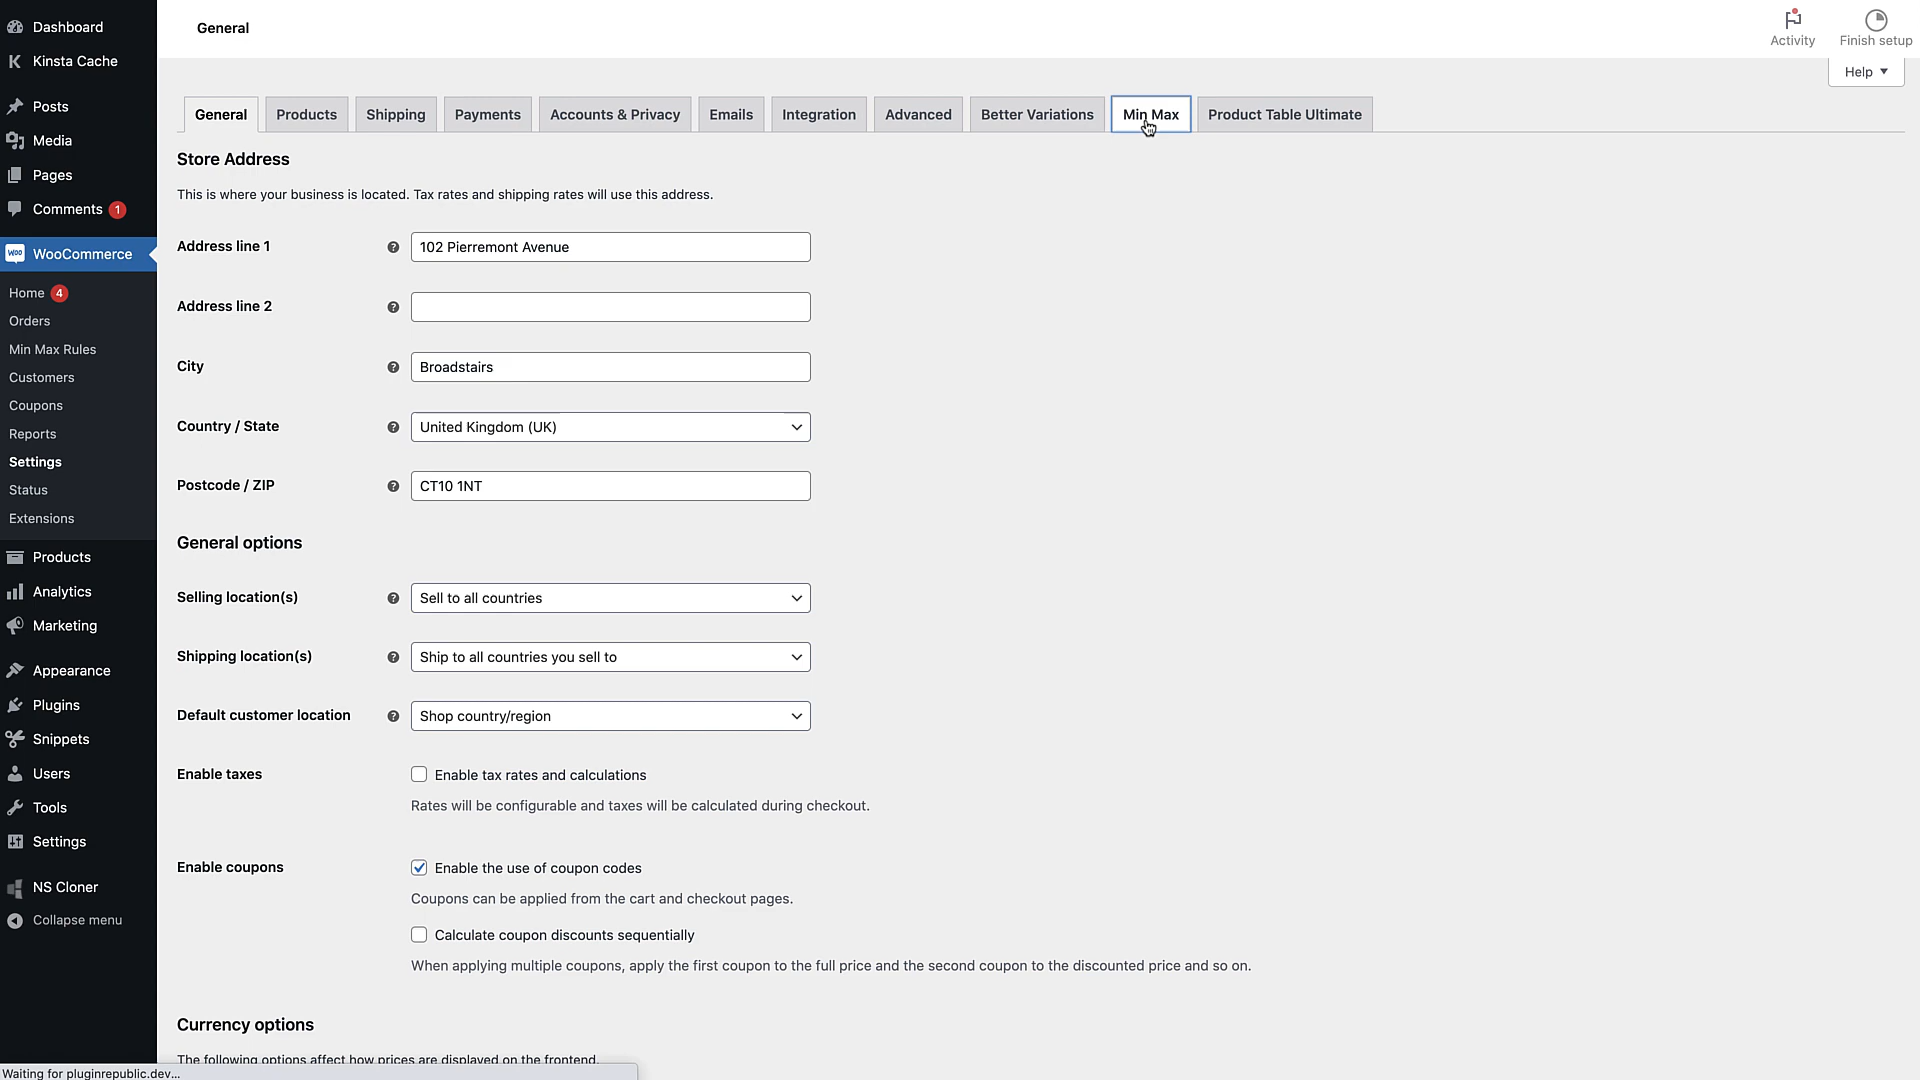 Dashboard
Kinsta Cache
Posts
Media
Pages
Comments 1
WooCommerce
Home 4
Orders
Min Max Rules
Customers
Coupons
Reports
Settings
Status
Extensions
Products
Analytics
Marketing
Appearance
Plugins
Snippets
Users
Tools
Settings
NS Cloner
Collapse menu
General
Activity
Finish setup
Help
General Products Shipping Payments Accounts & Privacy Emails Integration Advanced Better Variations Min Max Product Table Ultimate
Store Address
This is where your business is located. Tax rates and shipping rates will use this address.
Address line 1 ? 102 Pierremont Avenue
Address line 2 ?
City ? Broadstairs
Country / State ? United Kingdom (UK)
Postcode / ZIP ? CT10 1NT
General options
Selling location(s) ? Sell to all countries
Shipping location(s) ? Ship to all countries you sell to
Default customer location ? Shop country/region
Enable taxes Enable tax rates and calculations
Rates will be configurable and taxes will be calculated during checkout.
Enable coupons Enable the use of coupon codes
Coupons can be applied from the cart and checkout pages.
Calculate coupon discounts sequentially
When applying multiple coupons, apply the first coupon to the full price and the second coupon to the discounted price and so on.
Currency options
The following options affect how prices are displayed on the frontend.
Waiting for pluginrepublic.dev...